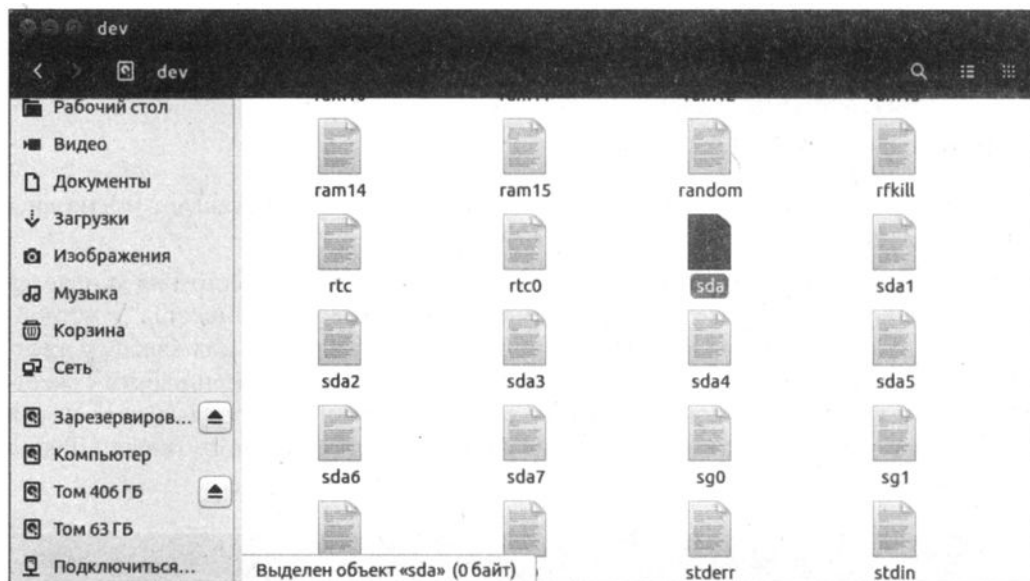 dev
dev
Рабочий стол
Видео
Документы
Загрузки
Изображения
Музыка
Корзина
Сеть
Зарезервиров...
Компьютер
Том 406 ГБ
Том 63 ГБ
Подключиться...
ram14 ram15 random rfkill
rtc rtc0 sda sda1
sda2 sda3 sda4 sda5
sda6 sda7 sg0 sg1
stderr stdin
Выделен объект «sda» (0 байт)